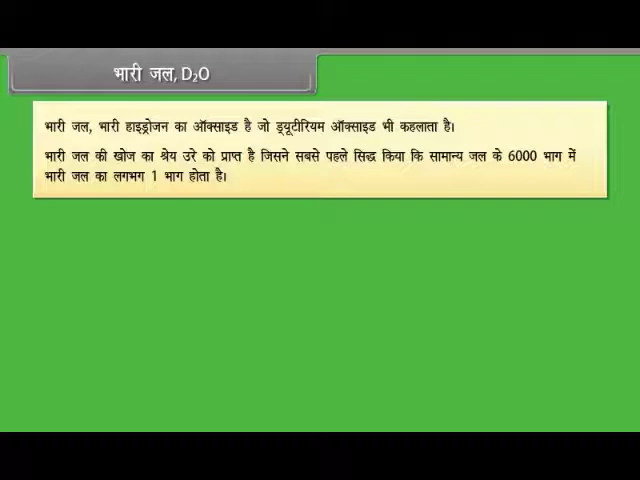 भारी जल, D₂O
भारी जल, भारी हाइड्रोजन का ऑक्साइड है जो ड्यूटीरियम ऑक्साइड भी कहलाता है।
भारी जल की खोज का श्रेय उरे को प्राप्त है जिसने सबसे पहले सिद्ध किया कि सामान्य जल के 6000 भाग में
भारी जल का लगभग 1 भाग होता है।